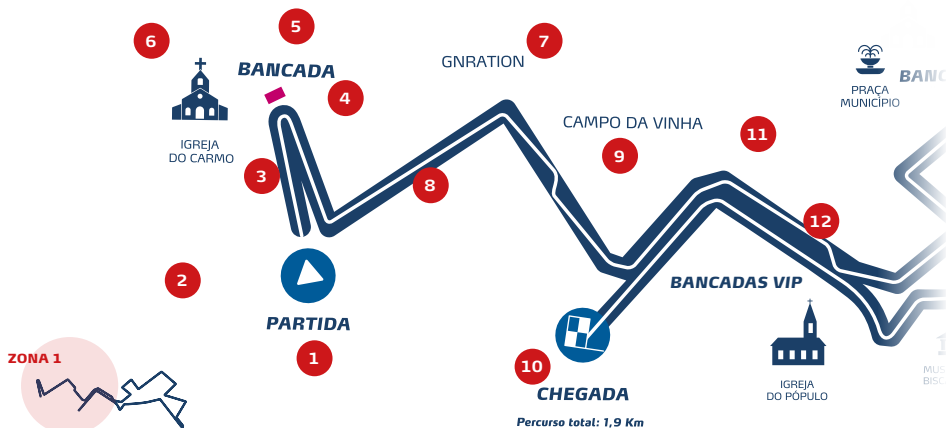 5
6
7
BANCADA
GNRATION
4
PRAÇA
MUNICÍPIO
IGREJA
DO CARMO
CAMPO DA VINHA
11
9
3
8
12
2
BANCADAS VIP
PARTIDA
1
ZONA 1
10
CHEGADA
IGREJA
DO PÓPULO
Percurso total: 1,9 Km